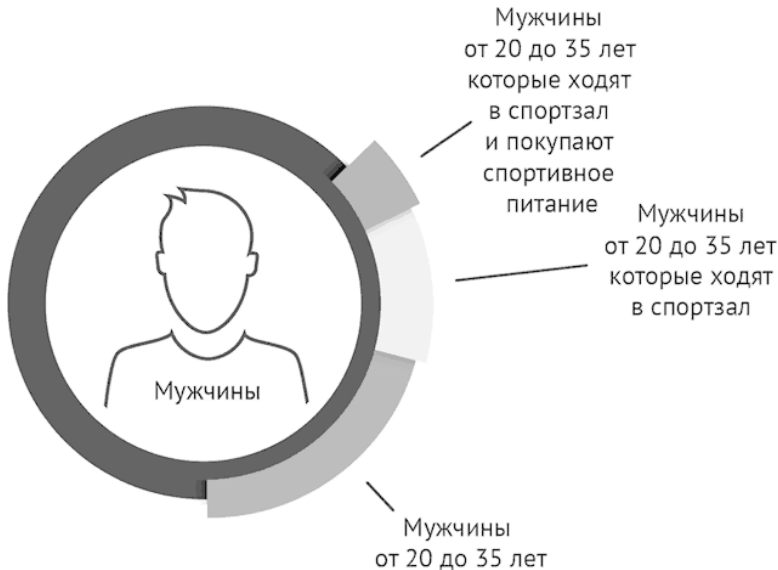 Мужчины
от 20 до 35 лет
которые ходят
в спортзал
и покупают
спортивное
питание
Мужчины
от 20 до 35 лет
которые ходят
в спортзал
Мужчины
Мужчины
от 20 до 35 лет